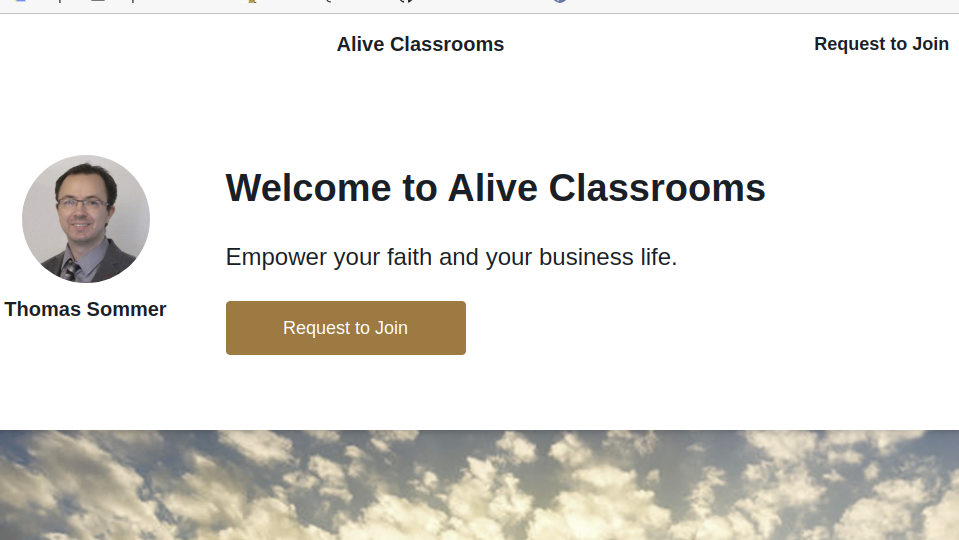 Alive Classrooms
Request to Join
Welcome to Alive Classrooms
Empower your faith and your business life.
Thomas Sommer
Request to Join